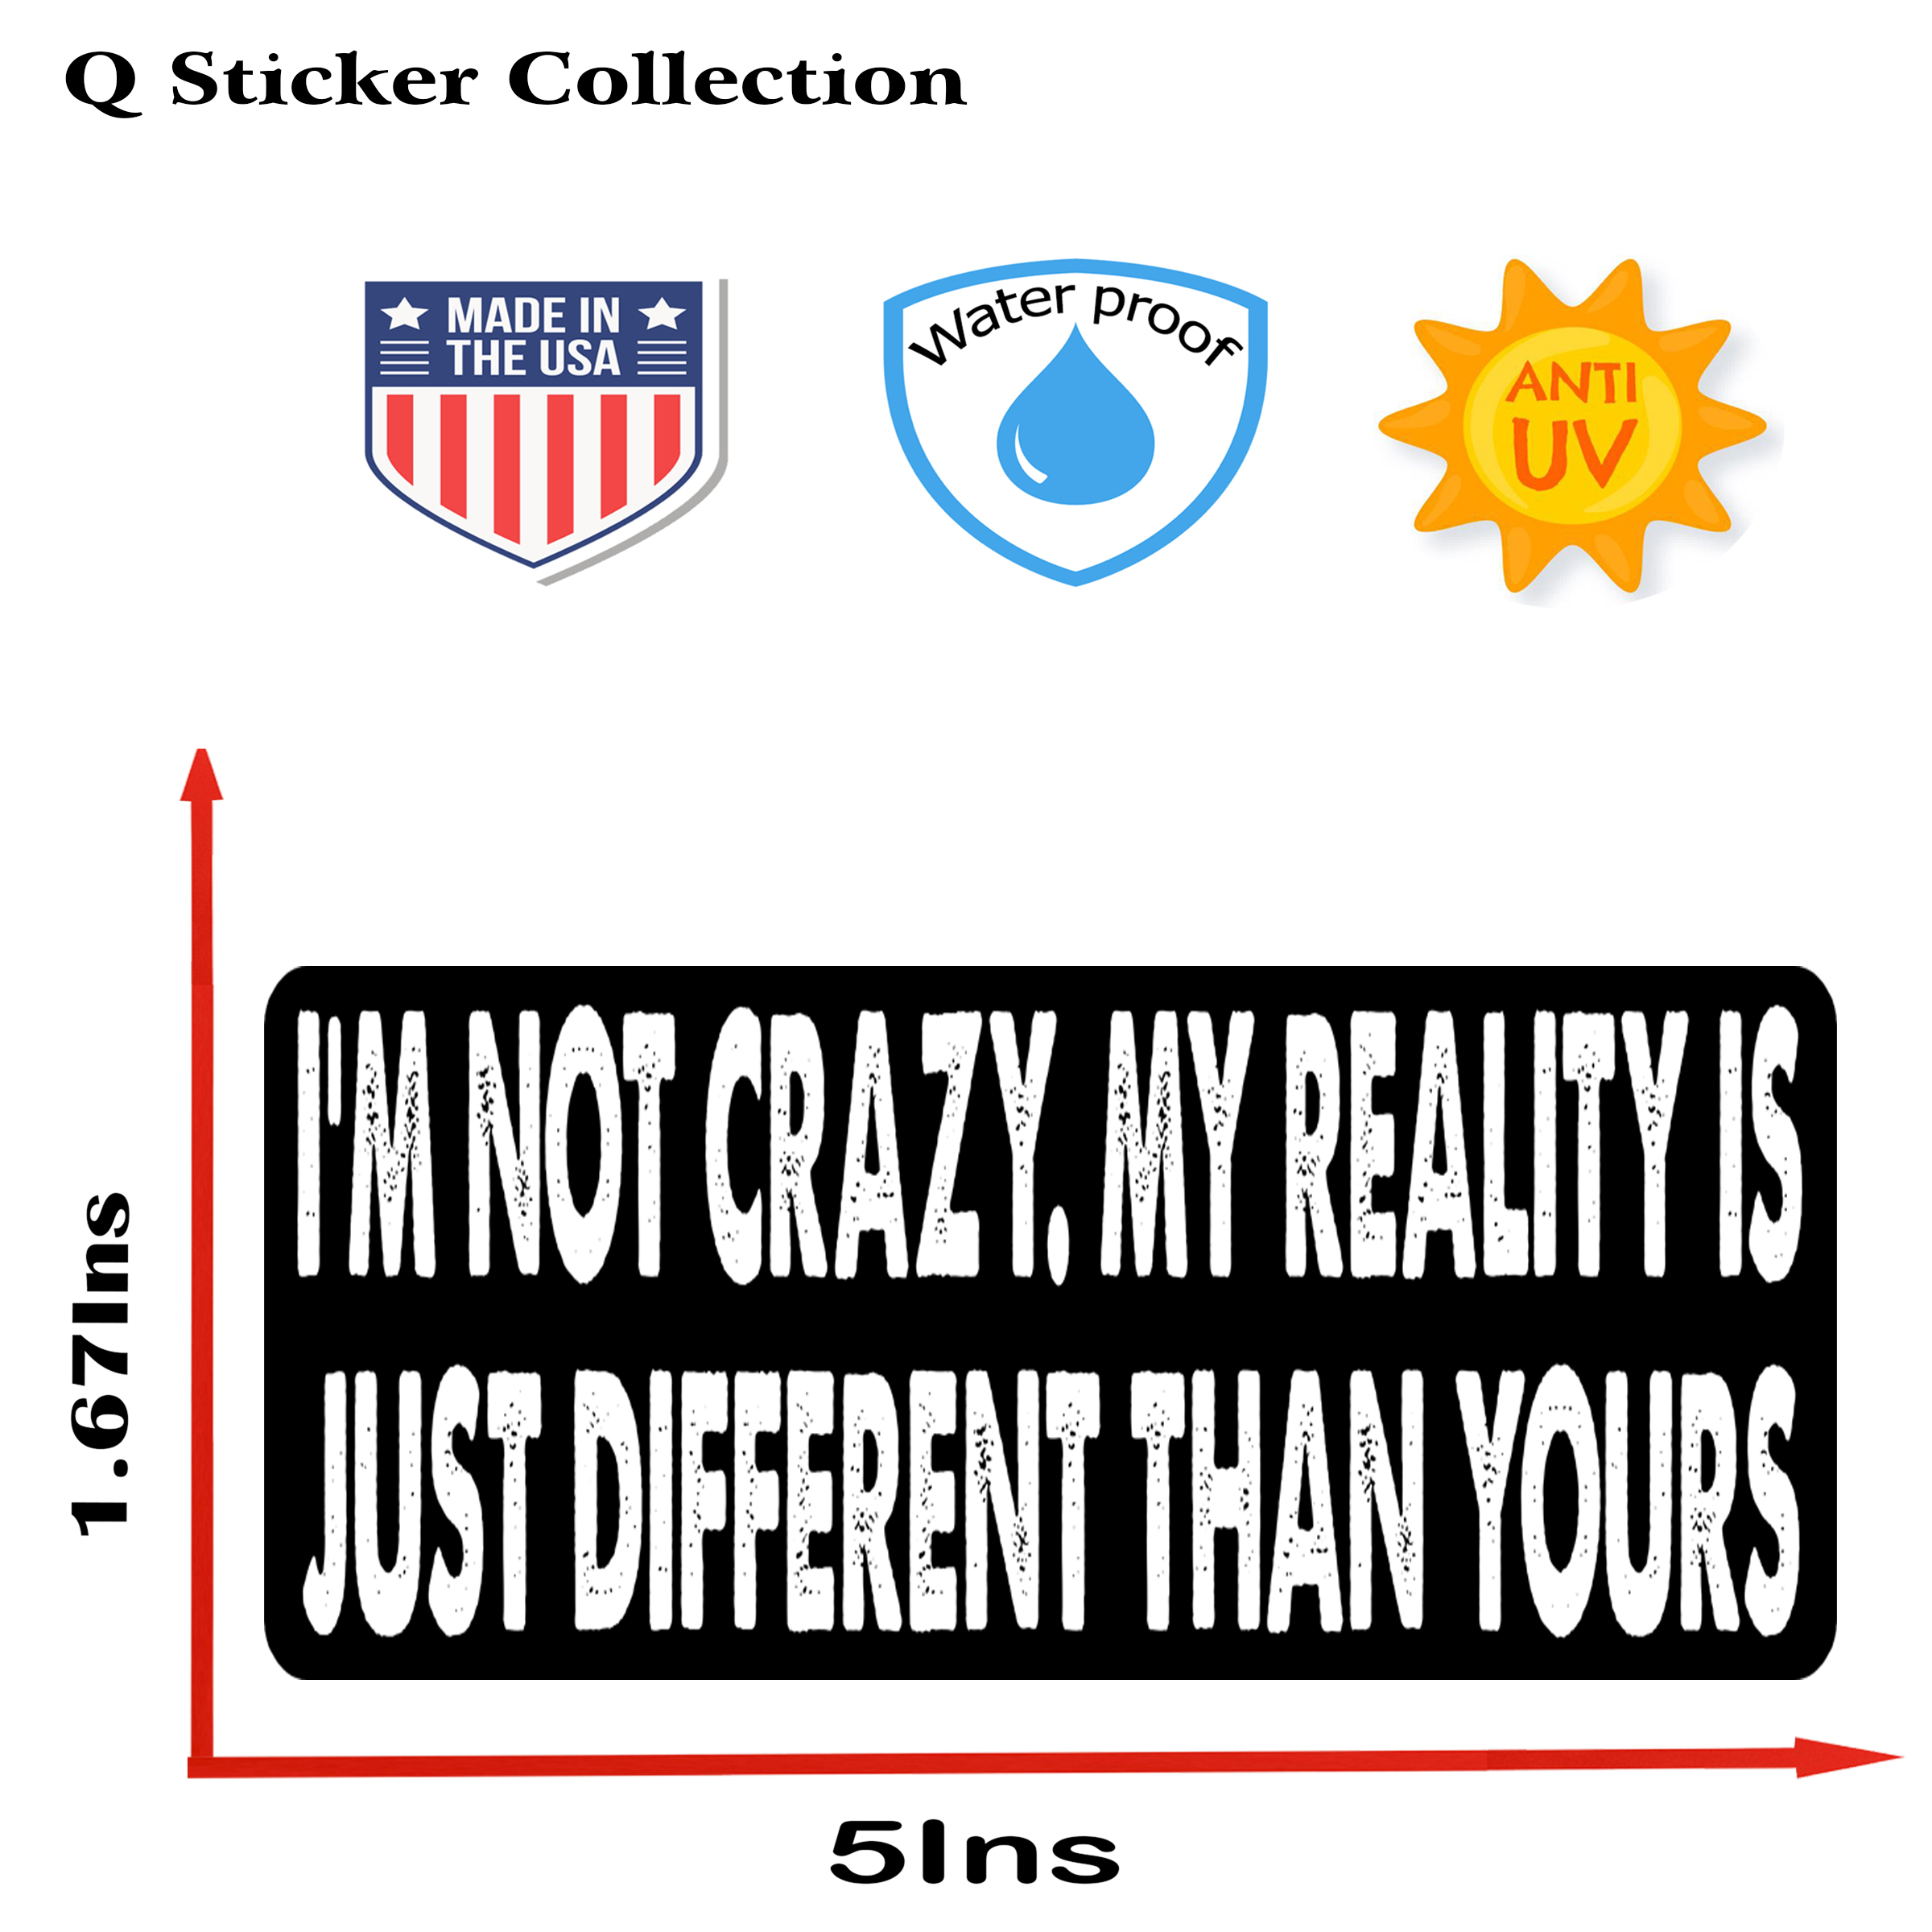 Q Sticker Collection
MADE IN
THE USA
Water proof
ANTI
UV
I'M NOT CRAZY. MY REALITY IS
JUST DIFFERENT THAN YOURS
1.67Ins
5Ins